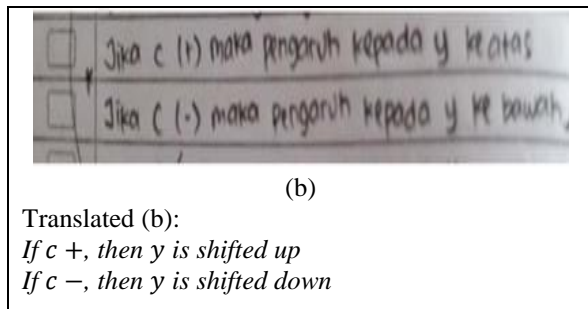 Jika c (+) maka pengaruh kepada y ke atas
Jika c (-) maka pengaruh kepada y ke bawah
(b)
Translated (b):
If c +, then y is shifted up
If c −, then y is shifted down